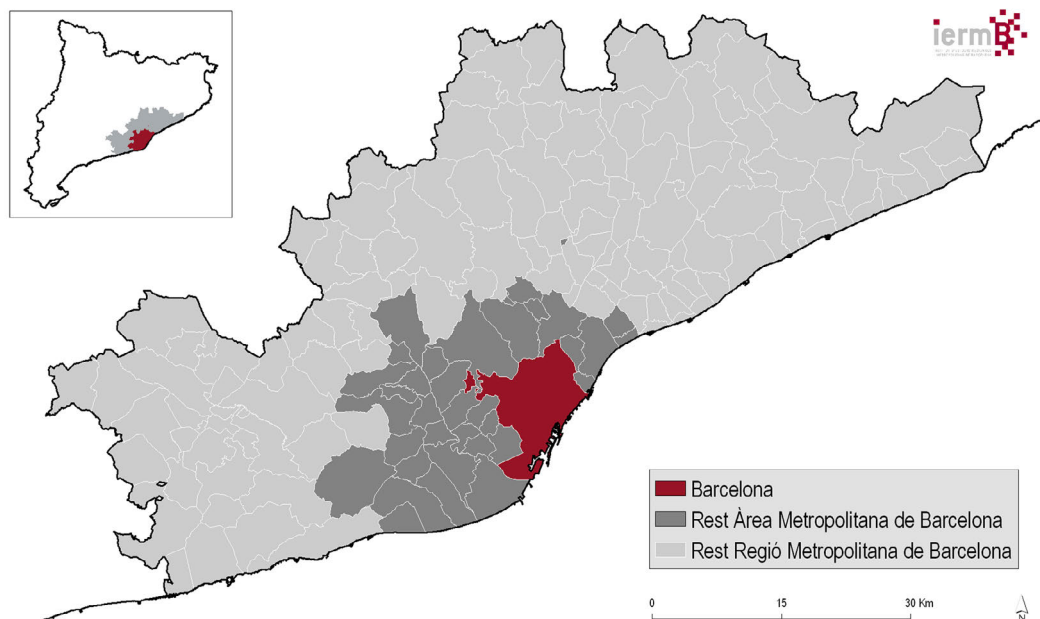 iermB
Barcelona
Rest Àrea Metropolitana de Barcelona
Rest Regió Metropolitana de Barcelona
0 15 30 Km
N